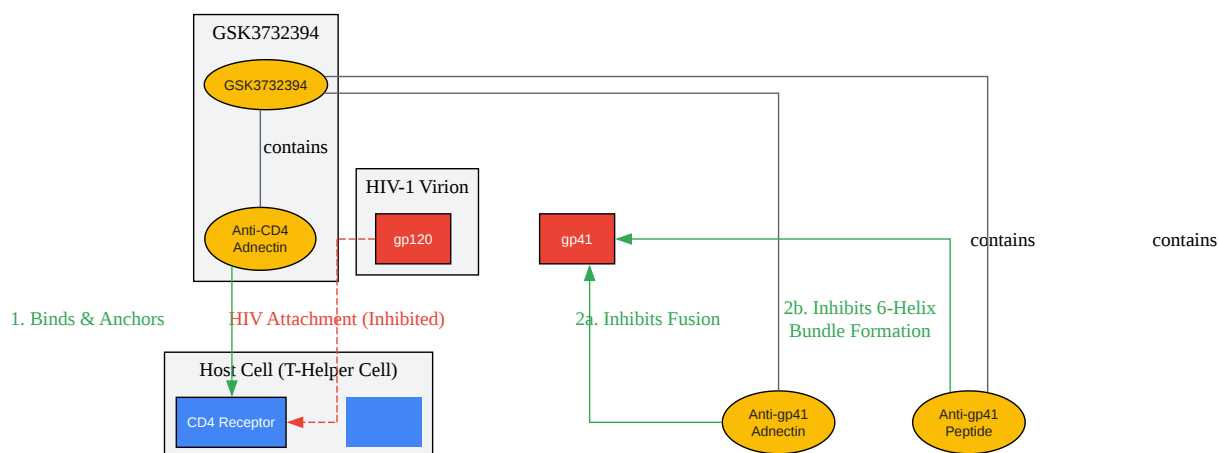 GSK3732394
GSK3732394
contains
HIV-1 Virion
Anti-CD4
Adnectin
gp120
gp41
contains
contains
1. Binds & Anchors
HIV Attachment (Inhibited)
2a. Inhibits Fusion
2b. Inhibits 6-Helix
Bundle Formation
Host Cell (T-Helper Cell)
CD4 Receptor
Anti-gp41
Adnectin
Anti-gp41
Peptide